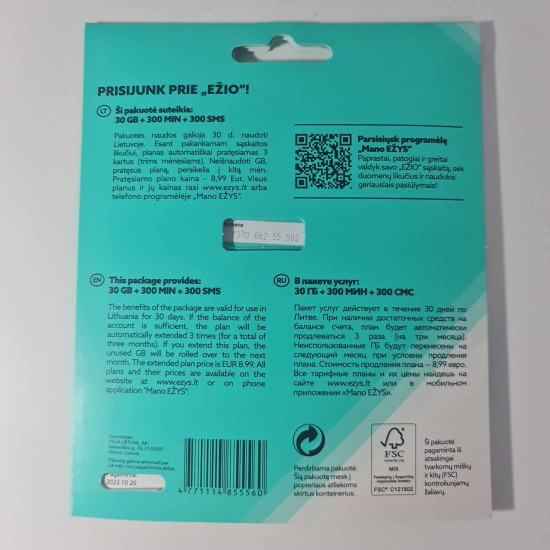 PRISIJUNK PRIE „EŽIO“!
LT
Ši pakuotė suteikia:
30 GB + 300 MIN + 300 SMS
Pakuotės naudos galioja 30 d. naudoti
Lietuvoje. Esant pakankamam sąskaitos
likučiui, planas automatiškai pratęsiamas 3
kartus (trims mėnesiams). Neišnaudoti GB,
pratęsus planą, persikelia į kitą mėn.
Pratęsiamo plano kaina – 8,99 Eur. Visus
planus ir jų kainas rasi www.ezys.lt arba
telefono programėlėje „Mano EŽYS“.
Parsisiųsk programėlę
„Mano EŽYS“
Paprastai, patogiai ir greitai
valdyk savo „EŽIO“ sąskaitą, sek
duomenų likučius ir naudokis
geriausiais pasiūlymais!
370 662 55 502
EN
This package provides:
30 GB + 300 MIN + 300 SMS
The benefits of the package are valid for use in
Lithuania for 30 days. If the balance of the
account is sufficient, the plan will be
automatically extended 3 times (for a total of
three months). If you extend this plan, the
unused GB will be rolled over to the next
month. The extended plan price is EUR 8.99. All
plans and their prices are available on the
website at www.ezys.lt or on phone
application "Mano EŽYS".
RU
В пакете услуг:
30 ГБ + 300 МИН + 300 СМС
Пакет услуг действует в течение 30 дней по
Литве. При наличии достаточных средств на
балансе счета, план будет автоматически
продлеваться 3 раза (на три месяца).
Неиспользованные ГБ будут перенесены на
следующий месяц при условии продления
плана. Стоимость продления плана – 8,99 евро.
Все тарифные планы и их цены найдешь на
сайте www.ezys.lt или в мобильном
приложении «Mano EŽYS».
TELIA LIETUVA, AB
Vilnius, Lietuva
Pagaminta:
2023 10 20
4 771114 855560
Perdirbama pakuotė.
Šią pakuotę mesk į
popieriaus atliekoms
skirtus konteinerius.
FSC
www.fsc.org
MIX
Packaging | Supporting
responsible forestry
FSC® C121802
Ši pakuotė
pagaminta iš
atsakingai
tvarkomų miškų
ir kitų (FSC)
kontroliuojamų
žaliavų.